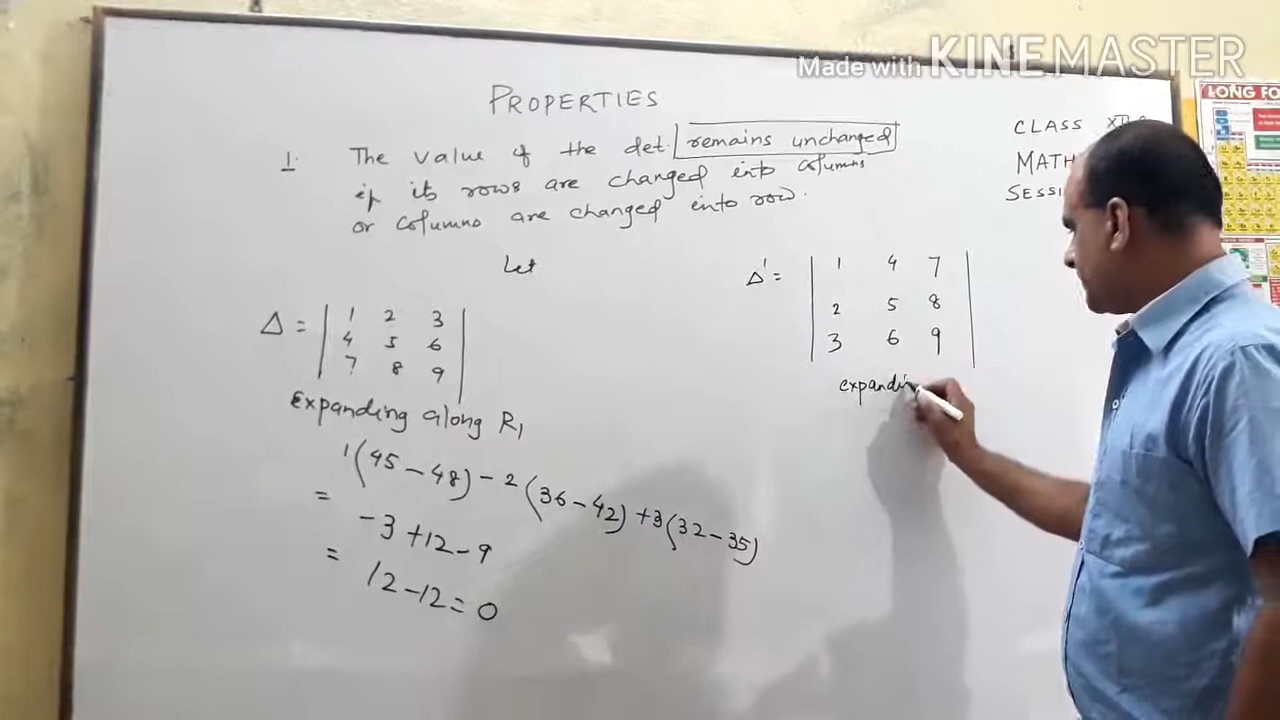 Made with KINEMASTER
PROPERTIES
LONG FO
CLASS XII
MATH
SESSI
1. The value of the det. remains unchanged
if its rows are changed into columns
or columns are changed into row.
Let
Δ = | 1 2 3
4 5 6
7 8 9 |
Expanding along R1
1(45-48) - 2(36-42) + 3(32-35)
= -3+12-9
= 12-12=0
Δ' = | 1 4 7
2 5 8
3 6 9 |
expandin